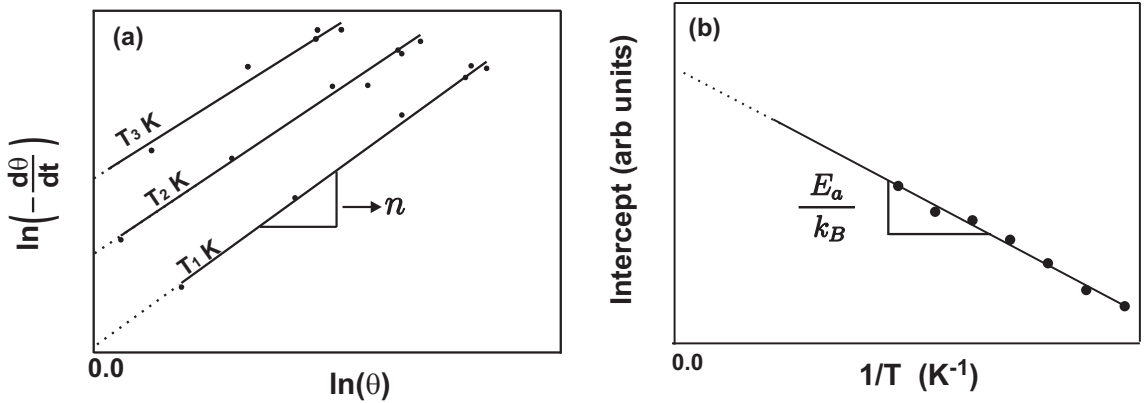 (a)
T₃ K
T₂ K
T₁ K
n
ln(−dθ/dt)
0.0
ln(θ)
(b)
Intercept (arb units)
E_a/k_B
0.0
1/T (K⁻¹)